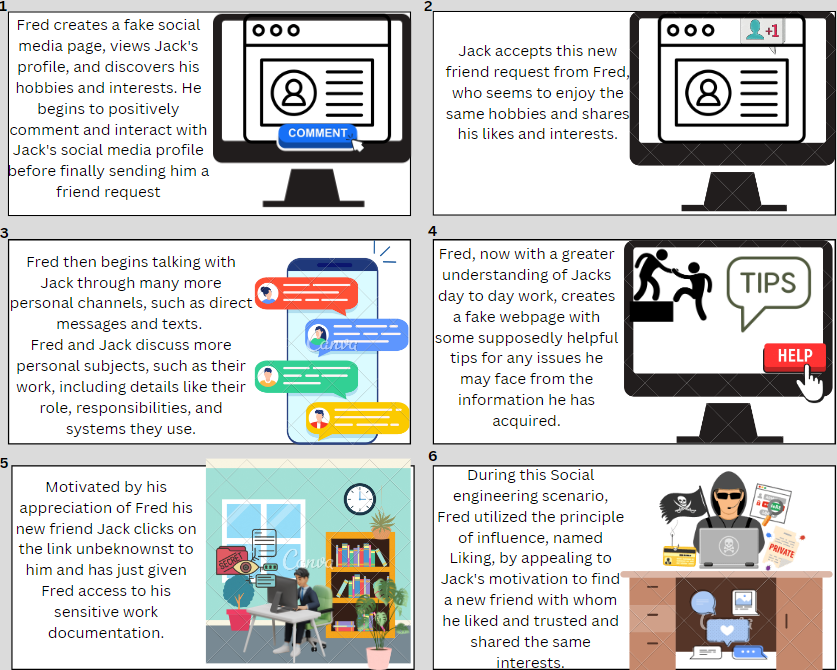 1
Fred creates a fake social
media page, views Jack's
profile, and discovers his
hobbies and interests. He
begins to positively
comment and interact with
Jack's social media profile
before finally sending him a
friend request
COMMENT
2
+1
Jack accepts this new
friend request from Fred,
who seems to enjoy the
same hobbies and shares
his likes and interests.
3
Fred then begins talking with
Jack through many more
personal channels, such as direct
messages and texts.
Fred and Jack discuss more
personal subjects, such as their
work, including details like their
role, responsibilities, and
systems they use.
Canva
4
Fred, now with a greater
understanding of Jacks
day to day work, creates
a fake webpage with
some supposedly helpful
tips for any issues he
may face from the
information he has
acquired.
TIPS
HELP
5
Motivated by his
appreciation of Fred his
new friend Jack clicks on
the link unbeknownst to
him and has just given
Fred access to his
sensitive work
documentation.
SECRET
Canva
6
During this Social
engineering scenario,
Fred utilized the principle
of influence, named
Liking, by appealing to
Jack's motivation to find
a new friend with whom
he liked and trusted and
shared the same
interests.
PRIVATE